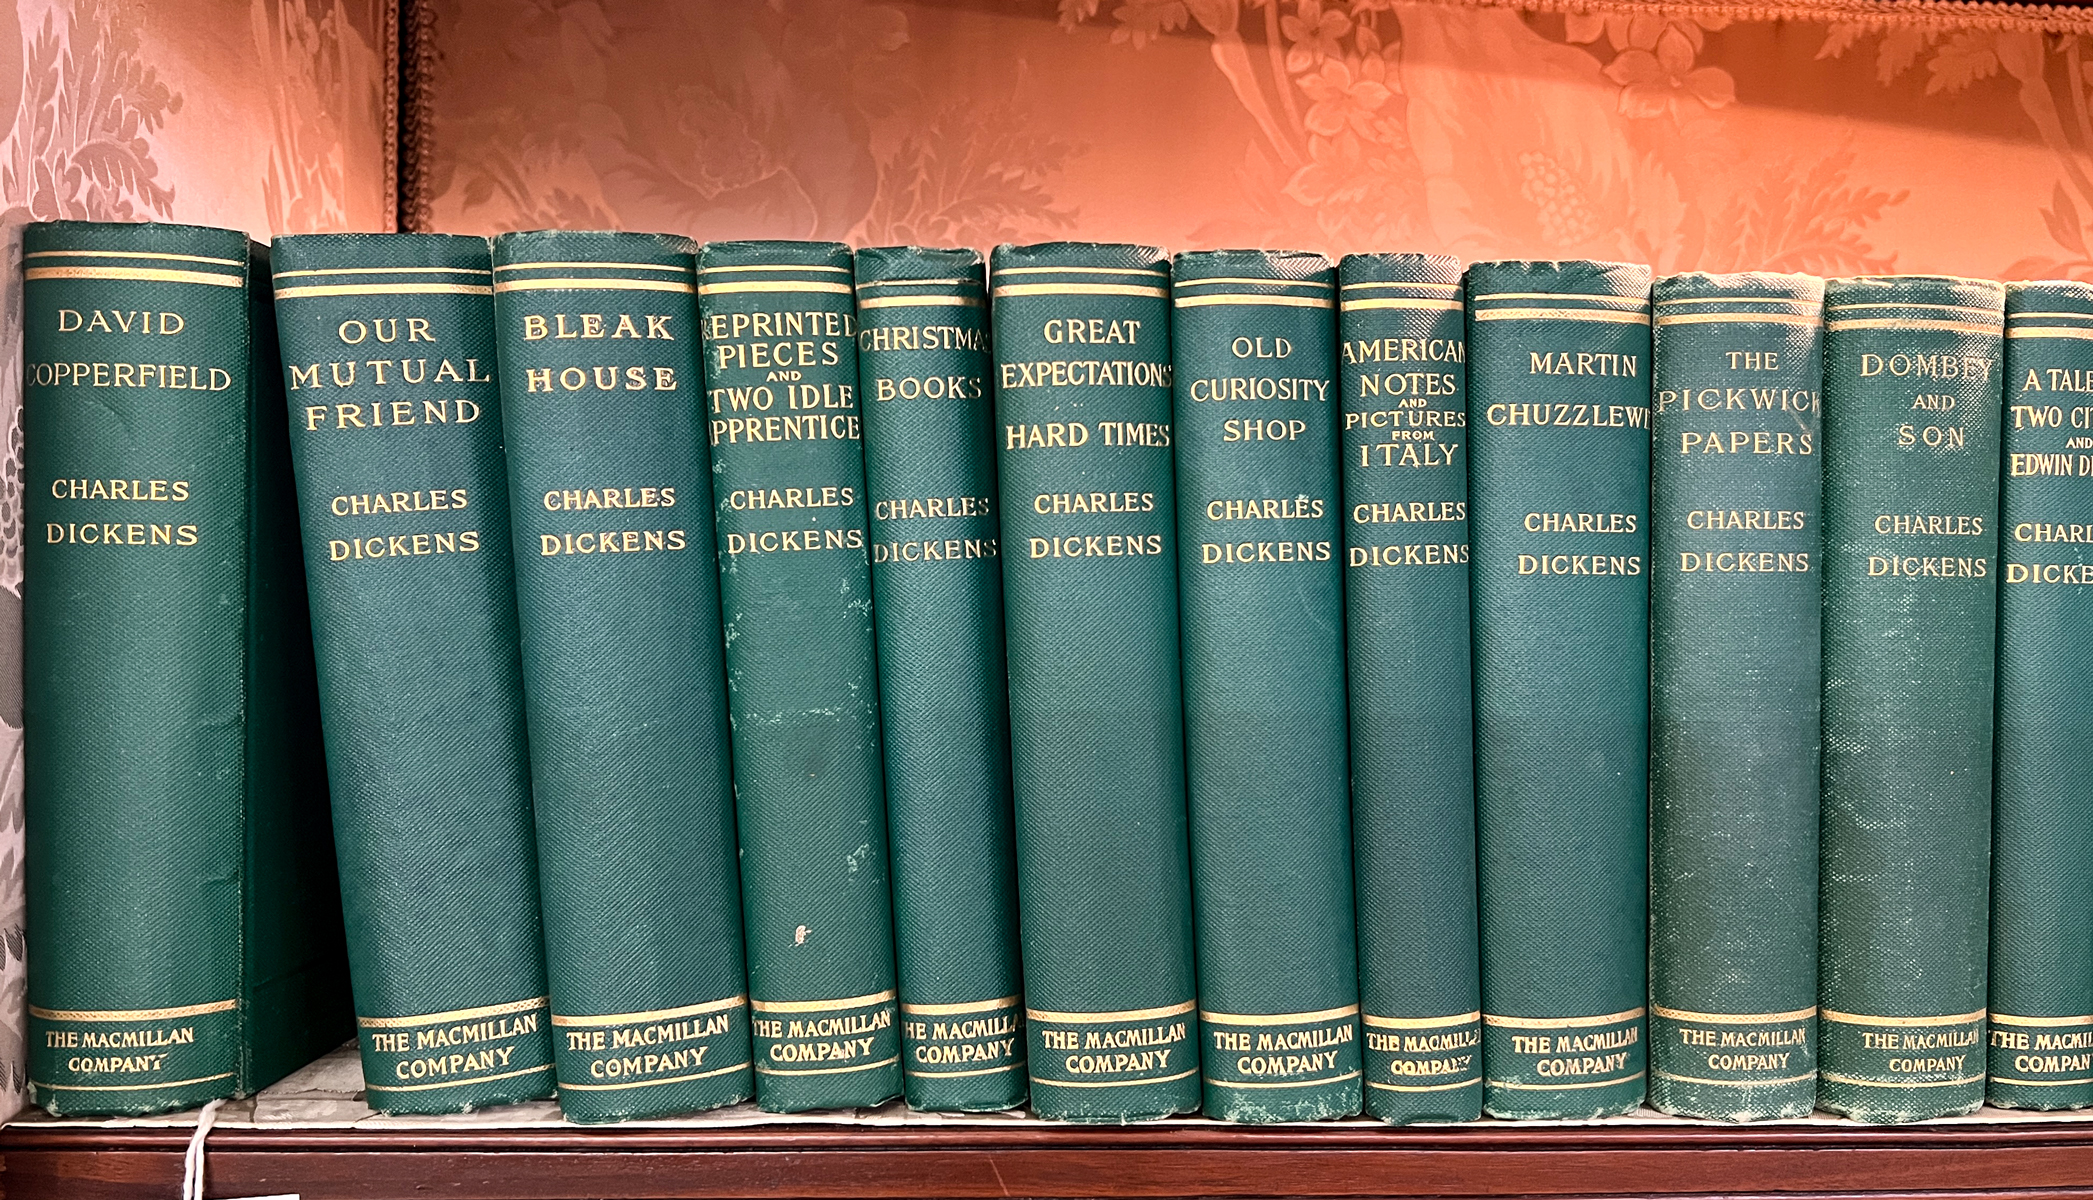 DAVID
COPPERFIELD
CHARLES
DICKENS
THE MACMILLAN
COMPANY
OUR
MUTUAL
FRIEND
CHARLES
DICKENS
THE MACMILLAN
COMPANY
BLEAK
HOUSE
CHARLES
DICKENS
THE MACMILLAN
COMPANY
REPRINTED
PIECES
AND
TWO IDLE
APPRENTICE
CHARLES
DICKENS
THE MACMILLAN
COMPANY
CHRISTMAS
BOOKS
CHARLES
DICKENS
THE MACMILLAN
COMPANY
GREAT
EXPECTATIONS
HARD TIMES
CHARLES
DICKENS
THE MACMILLAN
COMPANY
OLD
CURIOSITY
SHOP
CHARLES
DICKENS
THE MACMILLAN
COMPANY
AMERICAN
NOTES
AND
PICTURES
FROM
ITALY
CHARLES
DICKENS
THE MACMILLAN
COMPANY
MARTIN
CHUZZLEWI
CHARLES
DICKENS
THE MACMILLAN
COMPANY
THE
PICKWICK
PAPERS
CHARLES
DICKENS
THE MACMILLAN
COMPANY
DOMBEY
AND
SON
CHARLES
DICKENS
THE MACMILLAN
COMPANY
A TALE
TWO CI
AND
EDWIN D
CHARL
DICKE
THE MACMI
COMPAN